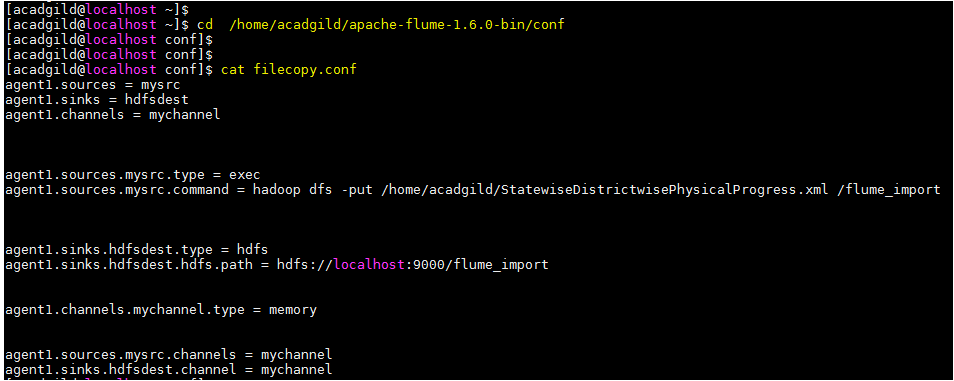 [acadgild@localhost ~]$
[acadgild@localhost ~]$ cd  /home/acadgild/apache-flume-1.6.0-bin/conf
[acadgild@localhost conf]$
[acadgild@localhost conf]$
[acadgild@localhost conf]$ cat filecopy.conf
agent1.sources = mysrc
agent1.sinks = hdfsdest
agent1.channels = mychannel
agent1.sources.mysrc.type = exec
agent1.sources.mysrc.command = hadoop dfs -put /home/acadgild/StatewiseDistrictwisePhysicalProgress.xml /flume_import
agent1.sinks.hdfsdest.type = hdfs
agent1.sinks.hdfsdest.hdfs.path = hdfs://localhost:9000/flume_import
agent1.channels.mychannel.type = memory
agent1.sources.mysrc.channels = mychannel
agent1.sinks.hdfsdest.channel = mychannel